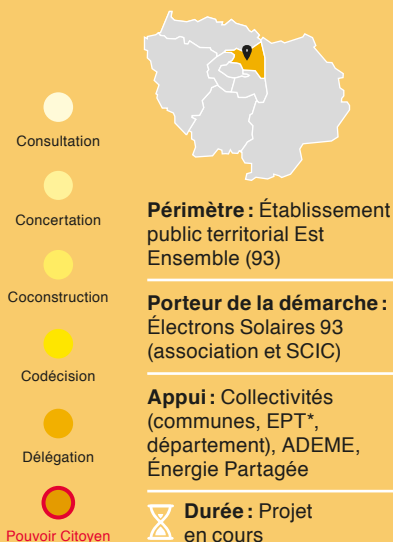 Consultation
Concertation
Coconstruction
Codécision
Délégation
Pouvoir Citoyen
Périmètre : Établissement
public territorial Est
Ensemble (93)
Porteur de la démarche :
Électrons Solaires 93
(association et SCIC)
Appui : Collectivités
(communes, EPT*,
département), ADEME,
Énergie Partagée
Durée : Projet
en cours